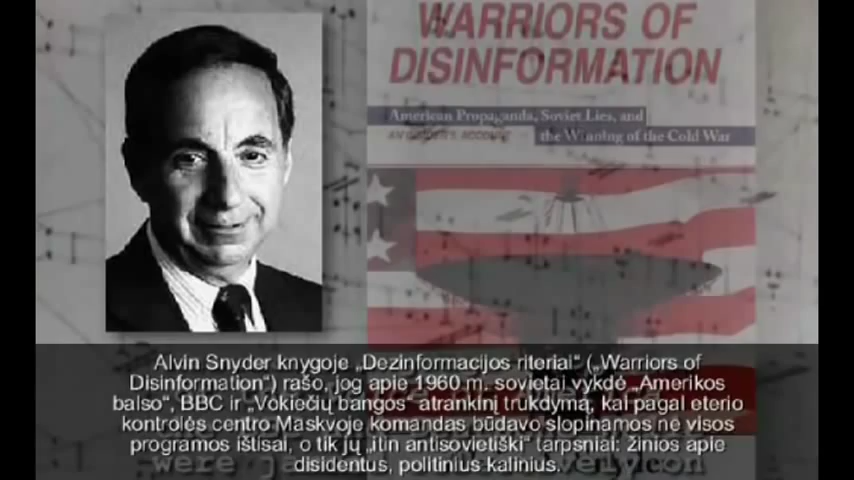 WARRIORS OF
DISINFORMATION
American Propaganda, Soviet Lies, and
AN INSIDER'S ACCOUNT
the Winning of the Cold War
Alvin Snyder knygoje „Dezinformacijos riteriai“ („Warriors of
Disinformation“) rašo, jog apie 1960 m. sovietai vykdė „Amerikos
balso“, BBC ir „Vokiečių bangos“ atrankinį trukdymą, kai pagal eterio
kontrolės centro Maskvoje komandas būdavo slopinamos ne visos
programos ištisai, o tik jų „itin antisovietiški“ tarpsniai: žinios apie
disidentus, politinius kalinius.